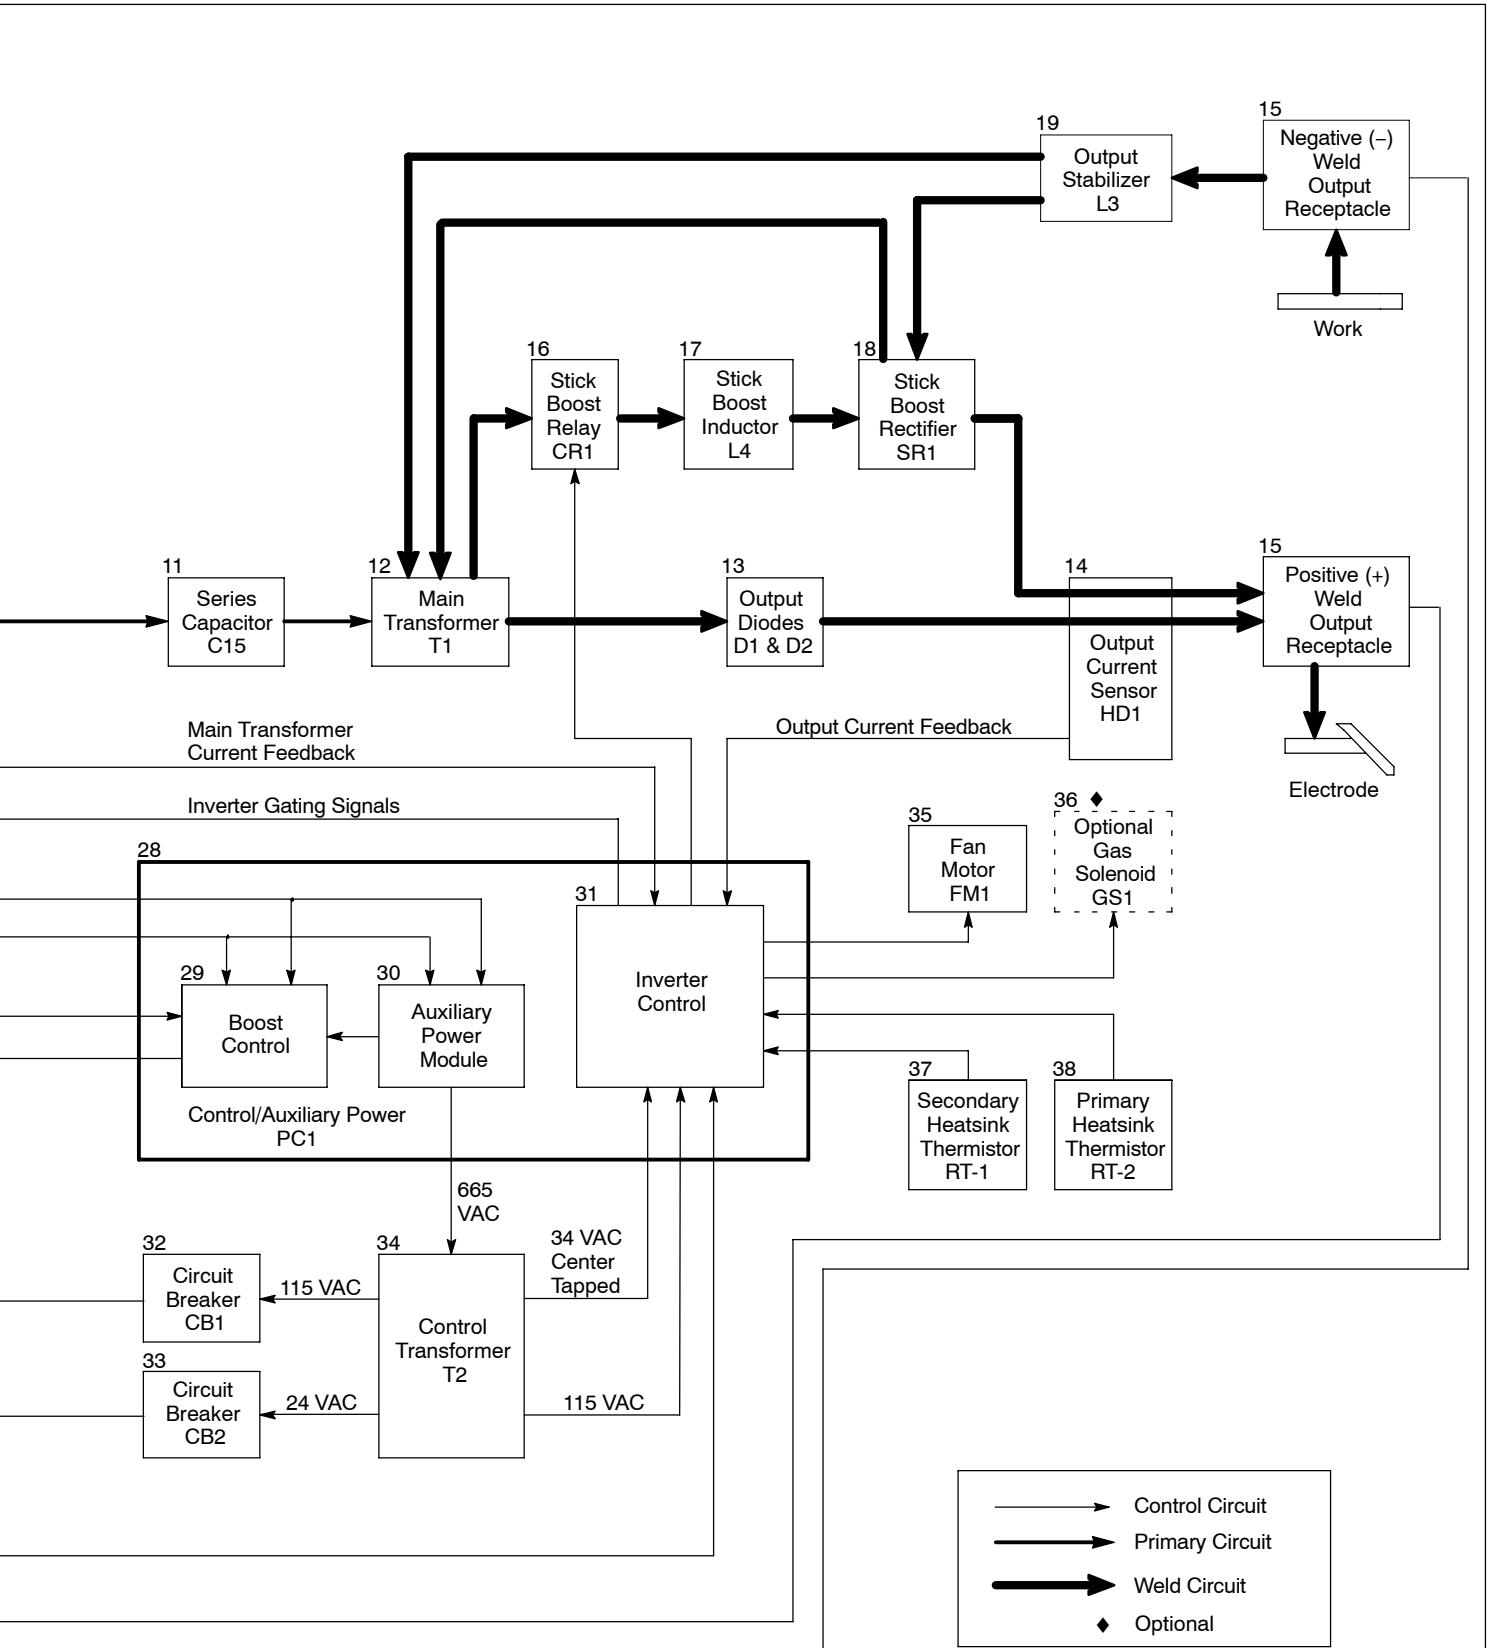 15
Negative (−)
Weld
Output
Receptacle
19
Output
Stabilizer
L3
Work
16
Stick
Boost
Relay
CR1
17
Stick
Boost
Inductor
L4
18
Stick
Boost
Rectifier
SR1
11
Series
Capacitor
C15
12
Main
Transformer
T1
13
Output
Diodes
D1 & D2
14
Output
Current
Sensor
HD1
15
Positive (+)
Weld
Output
Receptacle
Electrode
Main Transformer
Current Feedback
Output Current Feedback
Inverter Gating Signals
28
31
Inverter
Control
35
Fan
Motor
FM1
36 ♦
Optional
Gas
Solenoid
GS1
29
Boost
Control
30
Auxiliary
Power
Module
Control/Auxiliary Power
PC1
37
Secondary
Heatsink
Thermistor
RT-1
38
Primary
Heatsink
Thermistor
RT-2
665
VAC
32
Circuit
Breaker
CB1
115 VAC
34
Control
Transformer
T2
34 VAC
Center
Tapped
33
Circuit
Breaker
CB2
24 VAC
115 VAC
Control Circuit
Primary Circuit
Weld Circuit
♦ Optional